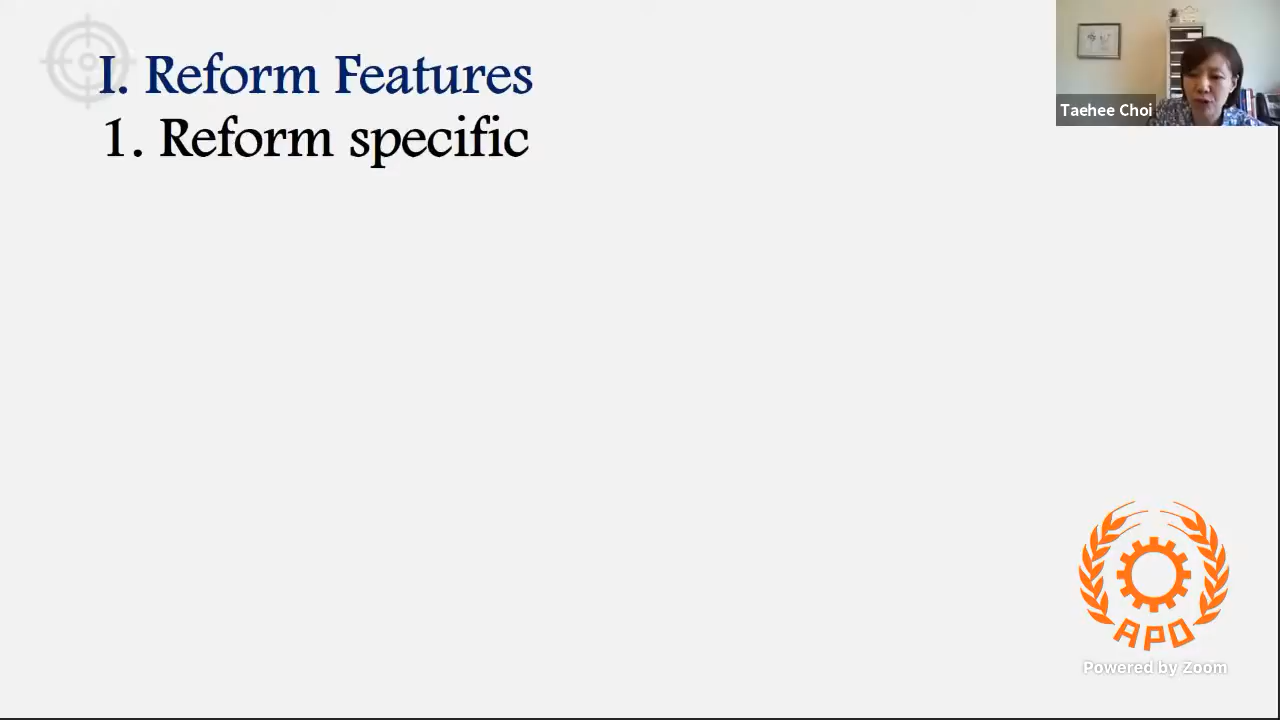 I. Reform Features
1. Reform specific
Taehee Choi
APO
Powered by Zoom